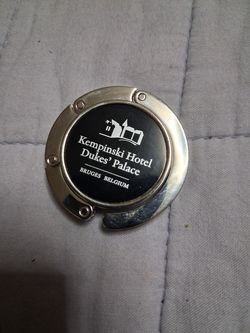 Kempinski Hotel
Dukes' Palace
BRUGES BELGIUM